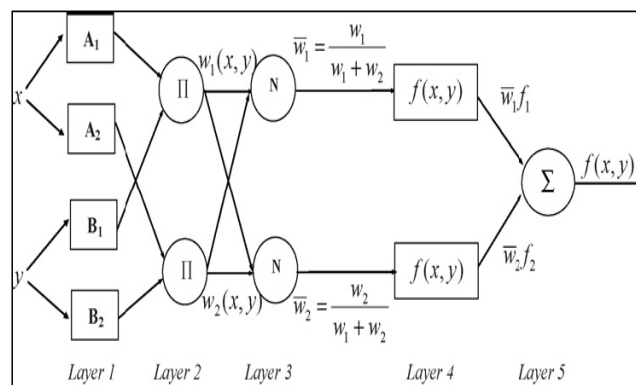 A₁
x
A₂
B₁
y
B₂
Π
w₁(x, y)
Π
w₂(x, y)
N
N
w̅₁ = w₁ / (w₁ + w₂)
w̅₂ = w₂ / (w₁ + w₂)
f(x, y)
f(x, y)
w̅₁f₁
w̅₂f₂
Σ
f(x, y)
Layer 1 Layer 2 Layer 3 Layer 4 Layer 5